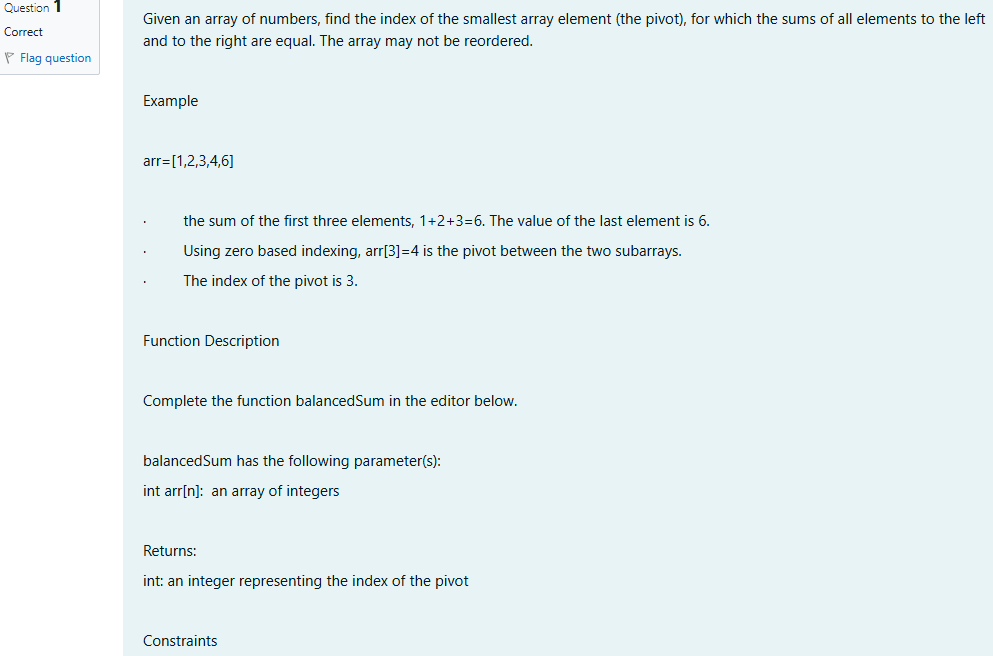 Question 1
Correct
Flag question
Given an array of numbers, find the index of the smallest array element (the pivot), for which the sums of all elements to the left
and to the right are equal. The array may not be reordered.
Example
arr=[1,2,3,4,6]
· the sum of the first three elements, 1+2+3=6. The value of the last element is 6.
· Using zero based indexing, arr[3]=4 is the pivot between the two subarrays.
· The index of the pivot is 3.
Function Description
Complete the function balancedSum in the editor below.
balancedSum has the following parameter(s):
int arr[n]: an array of integers
Returns:
int: an integer representing the index of the pivot
Constraints